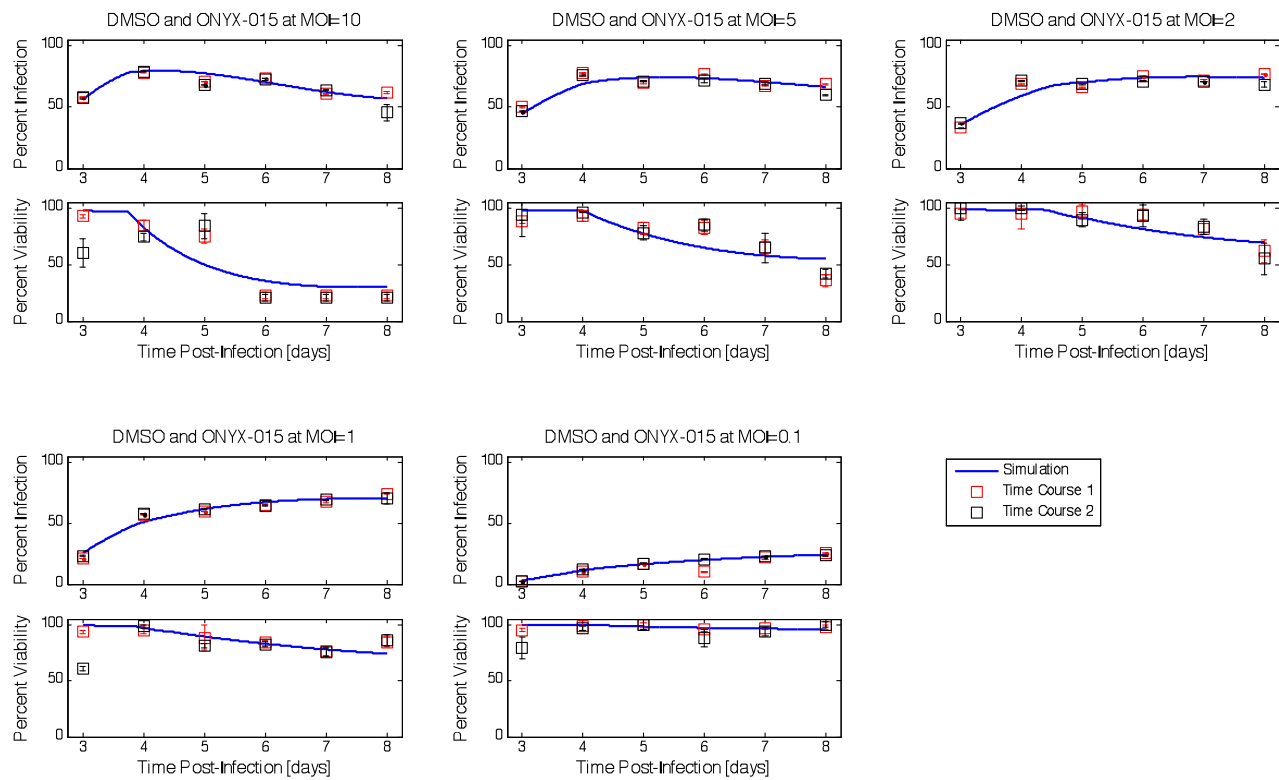 DMSO and ONYX-015 at MOI=10
DMSO and ONYX-015 at MOI=5
DMSO and ONYX-015 at MOI=2
100
50
0
Percent Infection
3 4 5 6 7 8
100
50
0
Percent Infection
3 4 5 6 7 8
100
50
0
Percent Infection
3 4 5 6 7 8
100
50
0
Percent Viability
3 4 5 6 7 8
Time Post-Infection [days]
100
50
0
Percent Viability
3 4 5 6 7 8
Time Post-Infection [days]
100
50
0
Percent Viability
3 4 5 6 7 8
Time Post-Infection [days]
DMSO and ONYX-015 at MOI=1
DMSO and ONYX-015 at MOI=0.1
100
50
0
Percent Infection
3 4 5 6 7 8
100
50
0
Percent Infection
3 4 5 6 7 8
Simulation
Time Course 1
Time Course 2
100
50
0
Percent Viability
3 4 5 6 7 8
Time Post-Infection [days]
100
50
0
Percent Viability
3 4 5 6 7 8
Time Post-Infection [days]